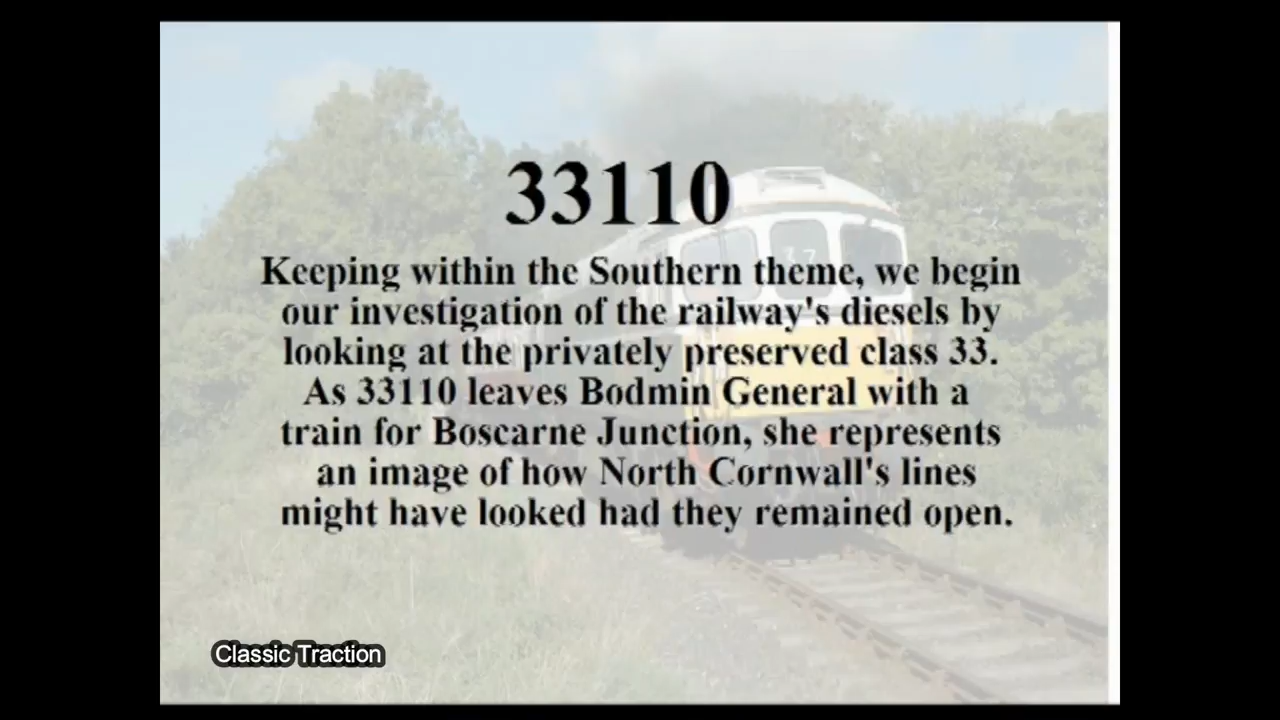 33110
Keeping within the Southern theme, we begin
our investigation of the railway's diesels by
looking at the privately preserved class 33.
As 33110 leaves Bodmin General with a
train for Boscarne Junction, she represents
an image of how North Cornwall's lines
might have looked had they remained open.
Classic Traction